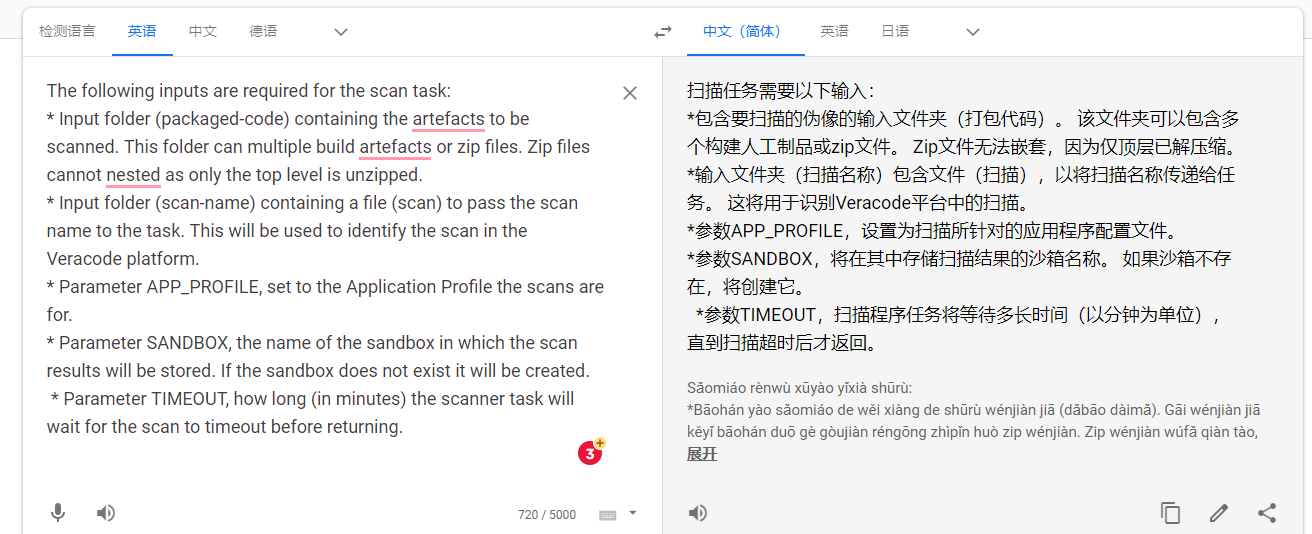 检测语言 英语 中文 德语
中文（简体） 英语 日语
The following inputs are required for the scan task:
* Input folder (packaged-code) containing the artefacts to be
scanned. This folder can multiple build artefacts or zip files. Zip files
cannot nested as only the top level is unzipped.
* Input folder (scan-name) containing a file (scan) to pass the scan
name to the task. This will be used to identify the scan in the
Veracode platform.
* Parameter APP_PROFILE, set to the Application Profile the scans are
for.
* Parameter SANDBOX, the name of the sandbox in which the scan
results will be stored. If the sandbox does not exist it will be created.
* Parameter TIMEOUT, how long (in minutes) the scanner task will
wait for the scan to timeout before returning.
3
720 / 5000
扫描任务需要以下输入：
*包含要扫描的伪像的输入文件夹（打包代码）。 该文件夹可以包含多
个构建人工制品或zip文件。 Zip文件无法嵌套，因为仅顶层已解压缩。
*输入文件夹（扫描名称）包含文件（扫描），以将扫描名称传递给任
务。 这将用于识别Veracode平台中的扫描。
*参数APP_PROFILE，设置为扫描所针对的应用程序配置文件。
*参数SANDBOX，将在其中存储扫描结果的沙箱名称。 如果沙箱不存
在，将创建它。
*参数TIMEOUT，扫描程序任务将等待多长时间（以分钟为单位），
直到扫描超时后才返回。
Sǎomiáo rènwù xūyào yǐxià shūrù:
*Bāohán yào sǎomiáo de wěi xiàng de shūrù wénjiàn jiā (dǎbāo dàimǎ). Gāi wénjiàn jiā
kěyǐ bāohán duō gè gòujiàn réngōng zhìpǐn huò zip wénjiàn. Zip wénjiàn wúfǎ qiàn tào,
展开